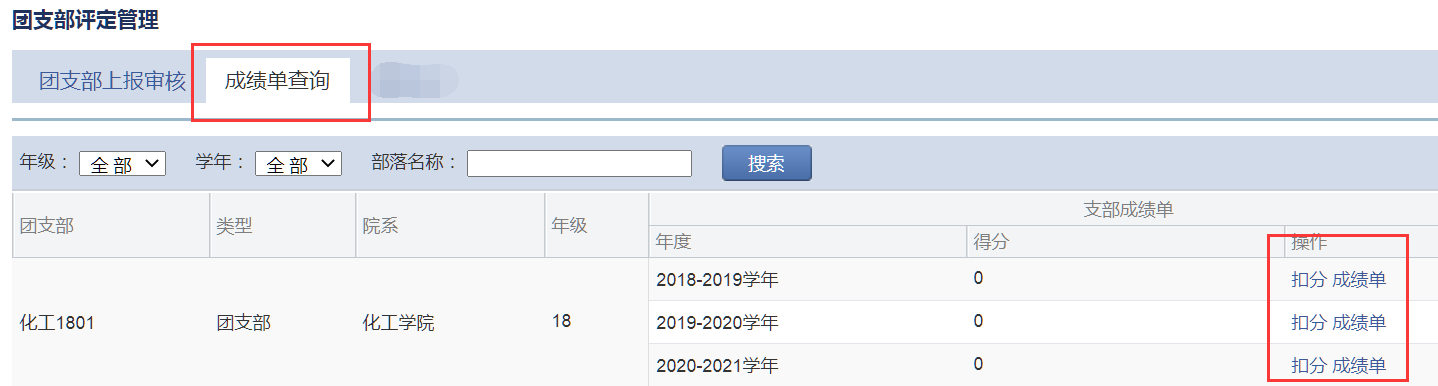 团支部评定管理
团支部上报审核 成绩单查询
年级： 全 部 学年： 全 部 部落名称： 搜索
团支部 类型 院系 年级 支部成绩单
年度 得分 操作
2018-2019学年 0 扣分 成绩单
化工1801 团支部 化工学院 18 2019-2020学年 0 扣分 成绩单
2020-2021学年 0 扣分 成绩单